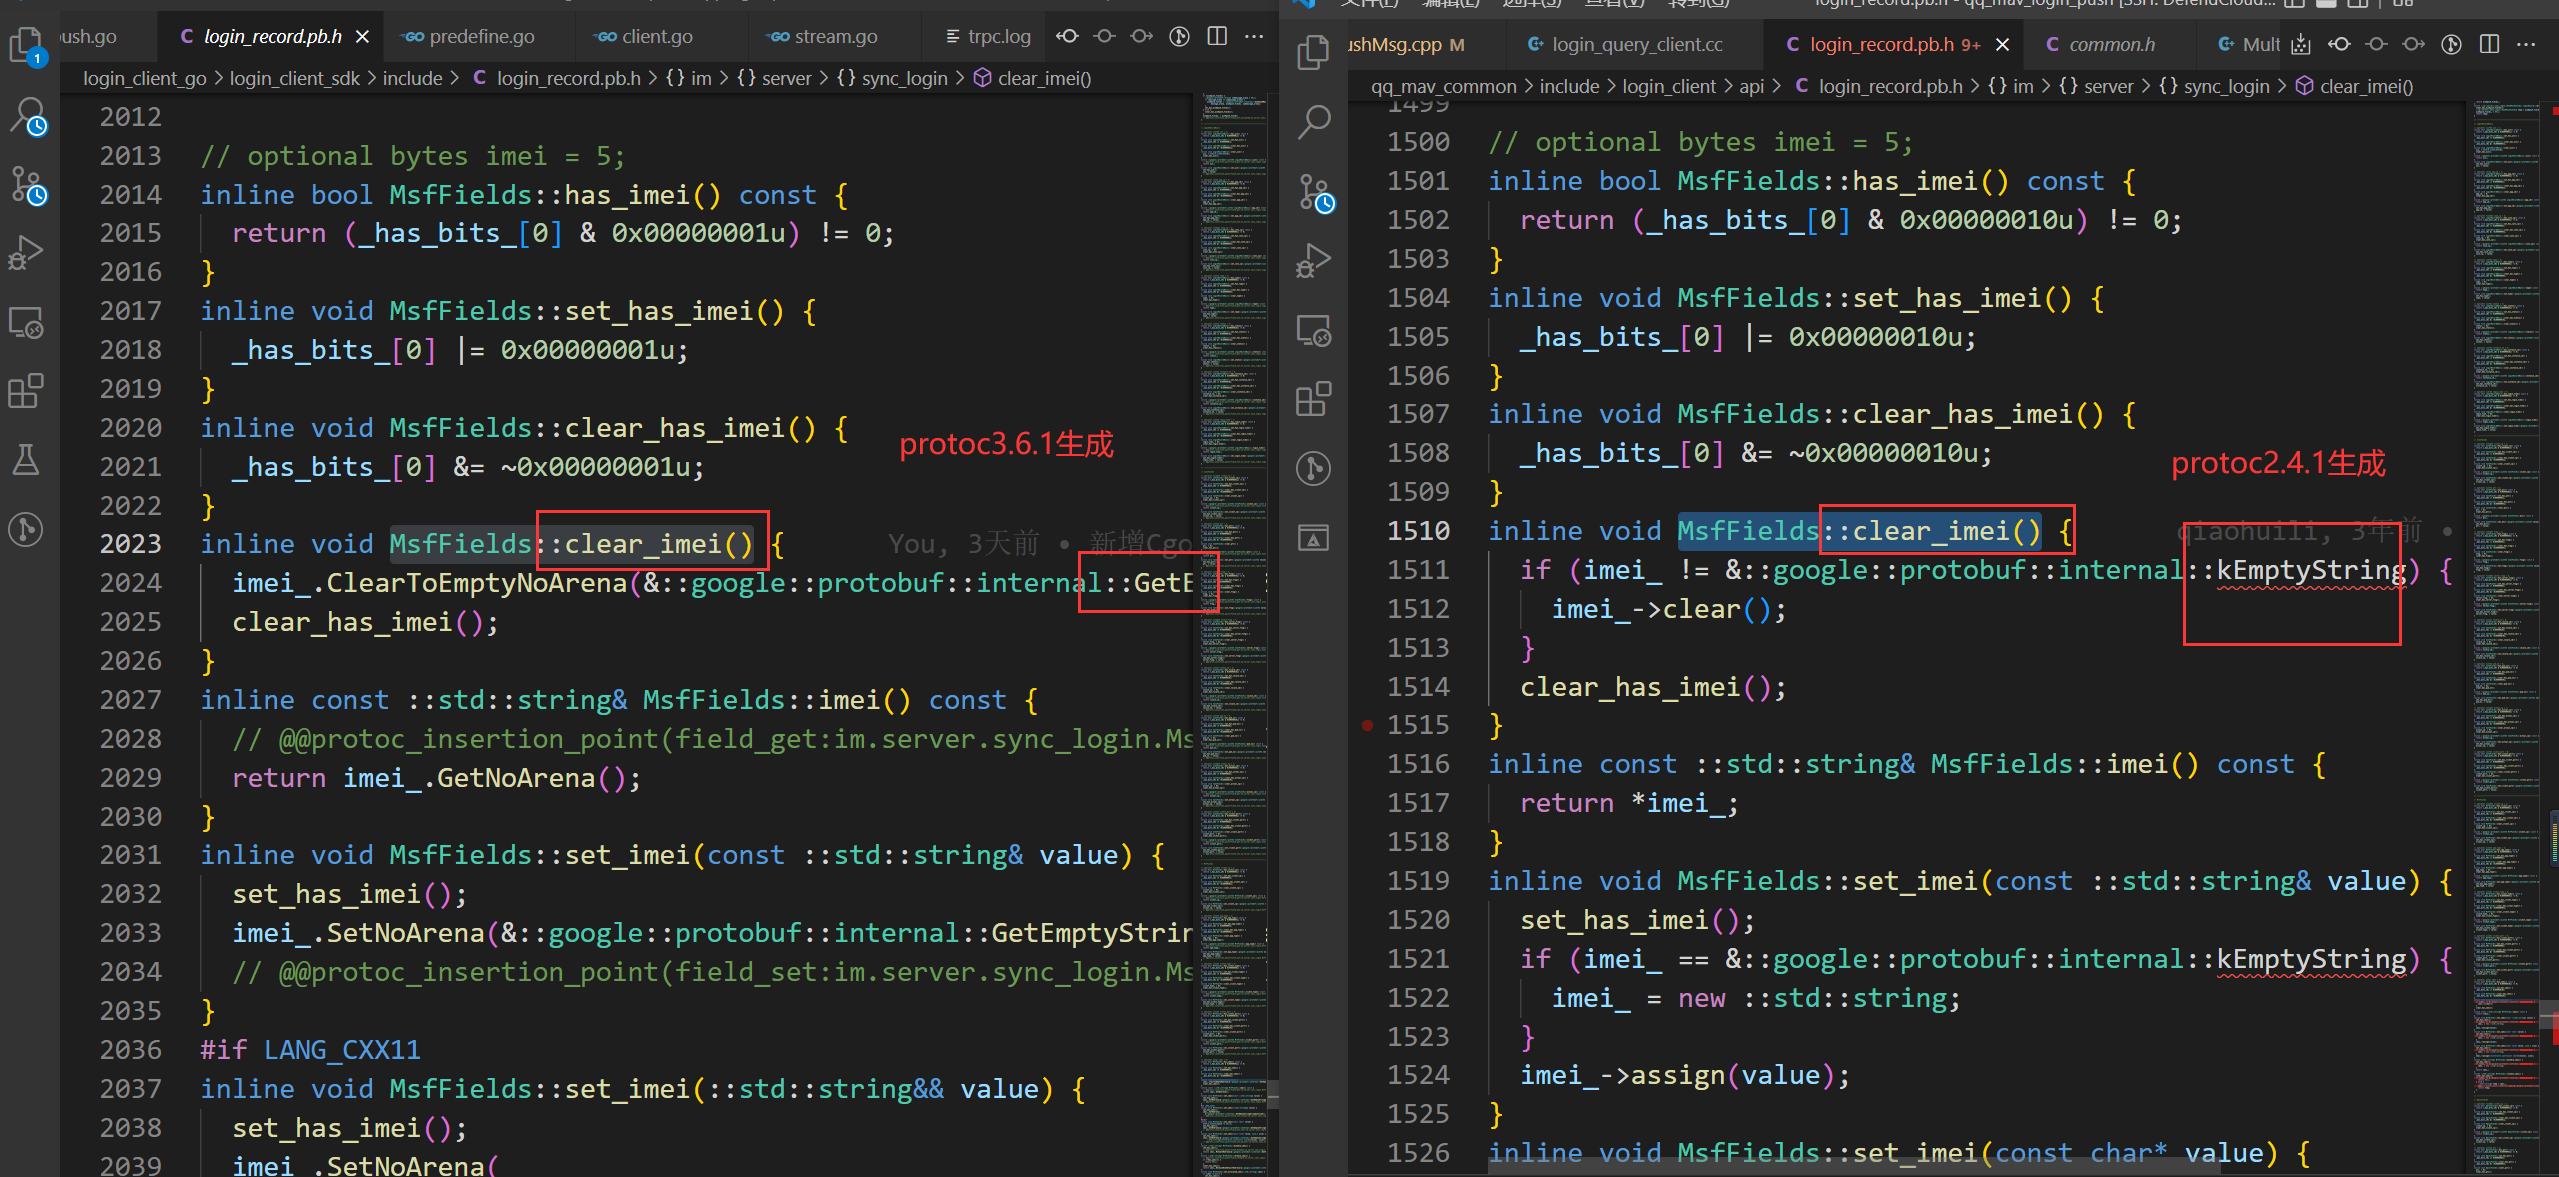 push.go
login_record.pb.h
predefine.go
client.go
stream.go
trpc.log
login_client_go > login_client_sdk > include > C login_record.pb.h > {} im > {} server > {} sync_login > clear_imei()
2012
2013 // optional bytes imei = 5;
2014 inline bool MsfFields::has_imei() const {
2015 return (_has_bits_[0] & 0x00000001u) != 0;
2016 }
2017 inline void MsfFields::set_has_imei() {
2018 _has_bits_[0] |= 0x00000001u;
2019 }
2020 inline void MsfFields::clear_has_imei() {
2021 _has_bits_[0] &= ~0x00000001u;
2022 }
2023 inline void MsfFields::clear_imei() { You, 3天前 • 新增Cgo
2024 imei_.ClearToEmptyNoArena(&::google::protobuf::internal::GetE
2025 clear_has_imei();
2026 }
2027 inline const ::std::string& MsfFields::imei() const {
2028 // @@protoc_insertion_point(field_get:im.server.sync_login.Ms
2029 return imei_.GetNoArena();
2030 }
2031 inline void MsfFields::set_imei(const ::std::string& value) {
2032 set_has_imei();
2033 imei_.SetNoArena(&::google::protobuf::internal::GetEmptyStrin
2034 // @@protoc_insertion_point(field_set:im.server.sync_login.Ms
2035 }
2036 #if LANG_CXX11
2037 inline void MsfFields::set_imei(::std::string&& value) {
2038 set_has_imei();
2039 imei_.SetNoArena(
protoc3.6.1生成
login_record.pb.h - qq_mav_login_push [SSH: DefendCloud...
ushMsg.cpp M
login_query_client.cc
login_record.pb.h 9+
common.h
Mult
qq_mav_common > include > login_client > api > C login_record.pb.h > {} im > {} server > {} sync_login > clear_imei()
1499
1500 // optional bytes imei = 5;
1501 inline bool MsfFields::has_imei() const {
1502 return (_has_bits_[0] & 0x00000010u) != 0;
1503 }
1504 inline void MsfFields::set_has_imei() {
1505 _has_bits_[0] |= 0x00000010u;
1506 }
1507 inline void MsfFields::clear_has_imei() {
1508 _has_bits_[0] &= ~0x00000010u;
1509 }
1510 inline void MsfFields::clear_imei() { qiaohuili, 3年前 •
1511 if (imei_ != &::google::protobuf::internal::kEmptyString) {
1512 imei_->clear();
1513 }
1514 clear_has_imei();
1515 }
1516 inline const ::std::string& MsfFields::imei() const {
1517 return *imei_;
1518 }
1519 inline void MsfFields::set_imei(const ::std::string& value) {
1520 set_has_imei();
1521 if (imei_ == &::google::protobuf::internal::kEmptyString) {
1522 imei_ = new ::std::string;
1523 }
1524 imei_->assign(value);
1525 }
1526 inline void MsfFields::set_imei(const char* value) {
protoc2.4.1生成